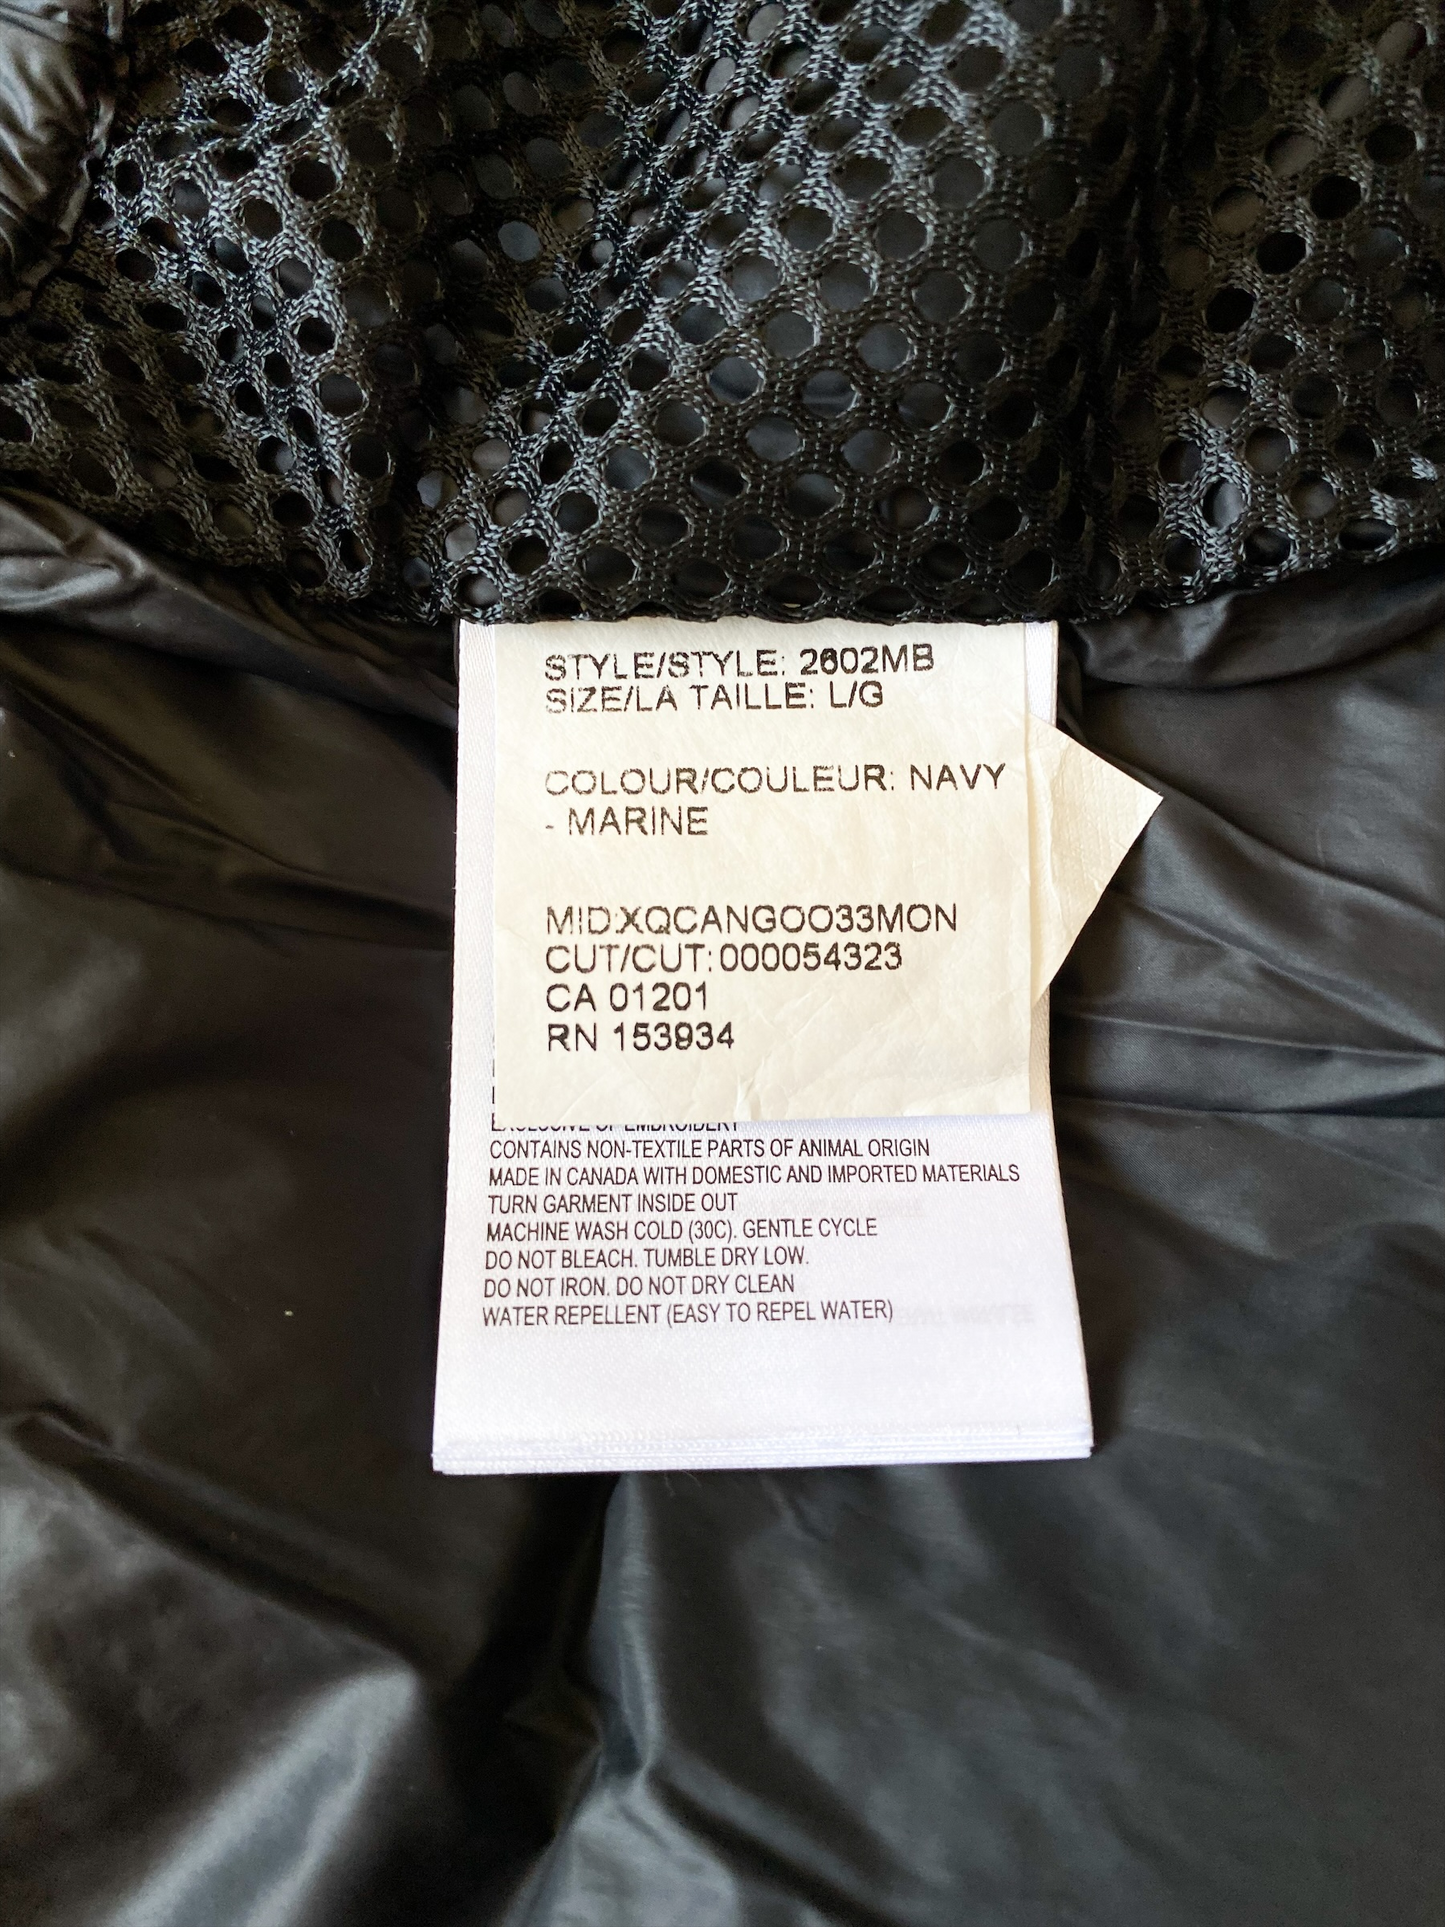 STYLE/STYLE: 2602MB
SIZE/LA TAILLE: L/G
COLOUR/COULEUR: NAVY
- MARINE
MID:XQCANGOO33MON
CUT/CUT:000054323
CA 01201
RN 153934
EXCLUSIVE OF EMBROIDERY
CONTAINS NON-TEXTILE PARTS OF ANIMAL ORIGIN
MADE IN CANADA WITH DOMESTIC AND IMPORTED MATERIALS
TURN GARMENT INSIDE OUT
MACHINE WASH COLD (30C). GENTLE CYCLE
DO NOT BLEACH. TUMBLE DRY LOW.
DO NOT IRON. DO NOT DRY CLEAN
WATER REPELLENT (EASY TO REPEL WATER)